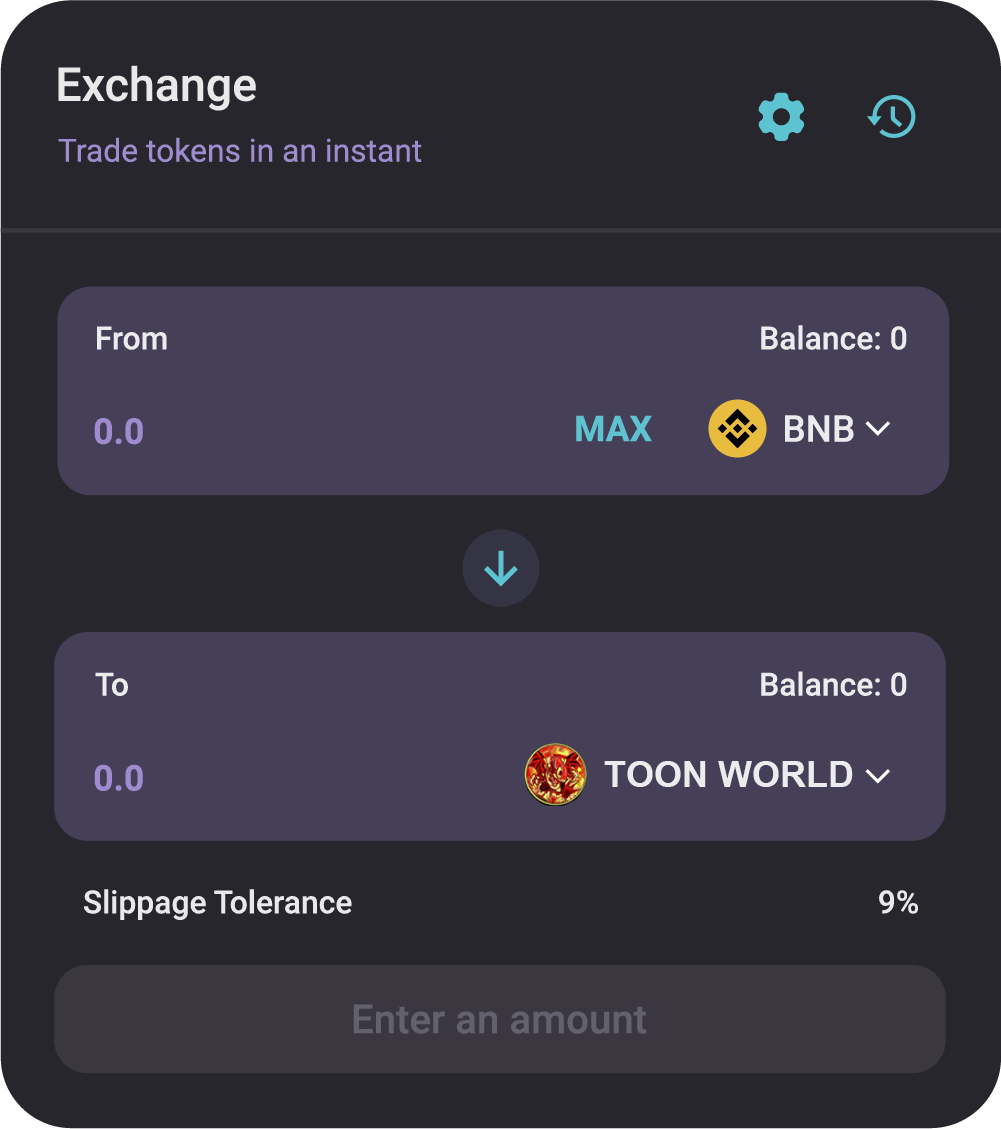 Exchange
Trade tokens in an instant
From
Balance: 0
0.0
MAX
BNB
To
Balance: 0
0.0
TOON WORLD
Slippage Tolerance
9%
Enter an amount